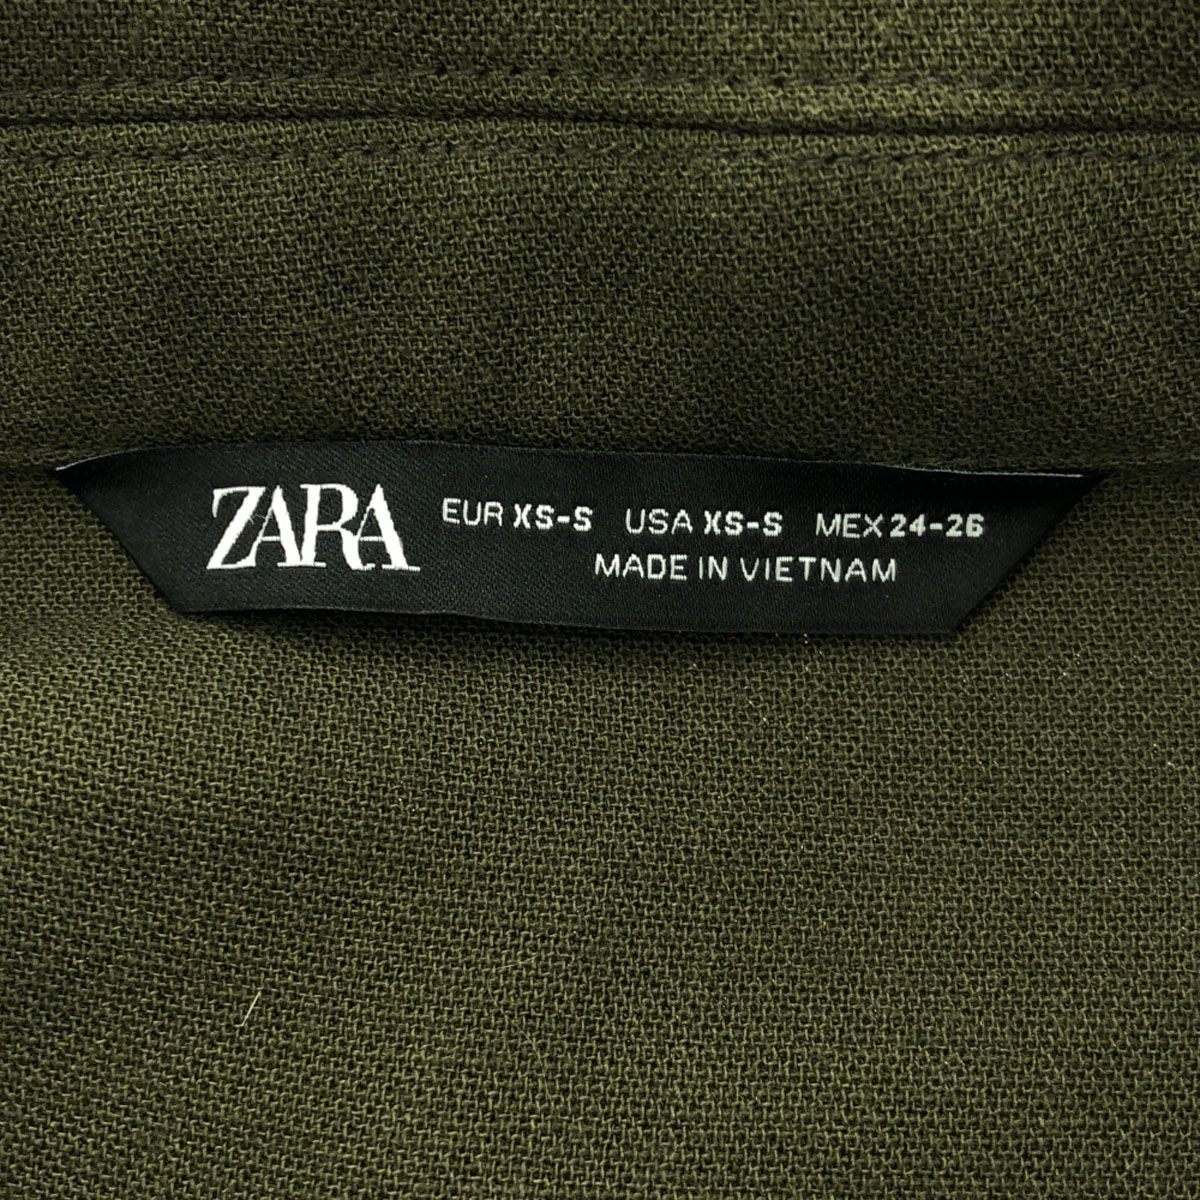 ZARA
EUR XS-S USA XS-S MEX 24-26
MADE IN VIETNAM